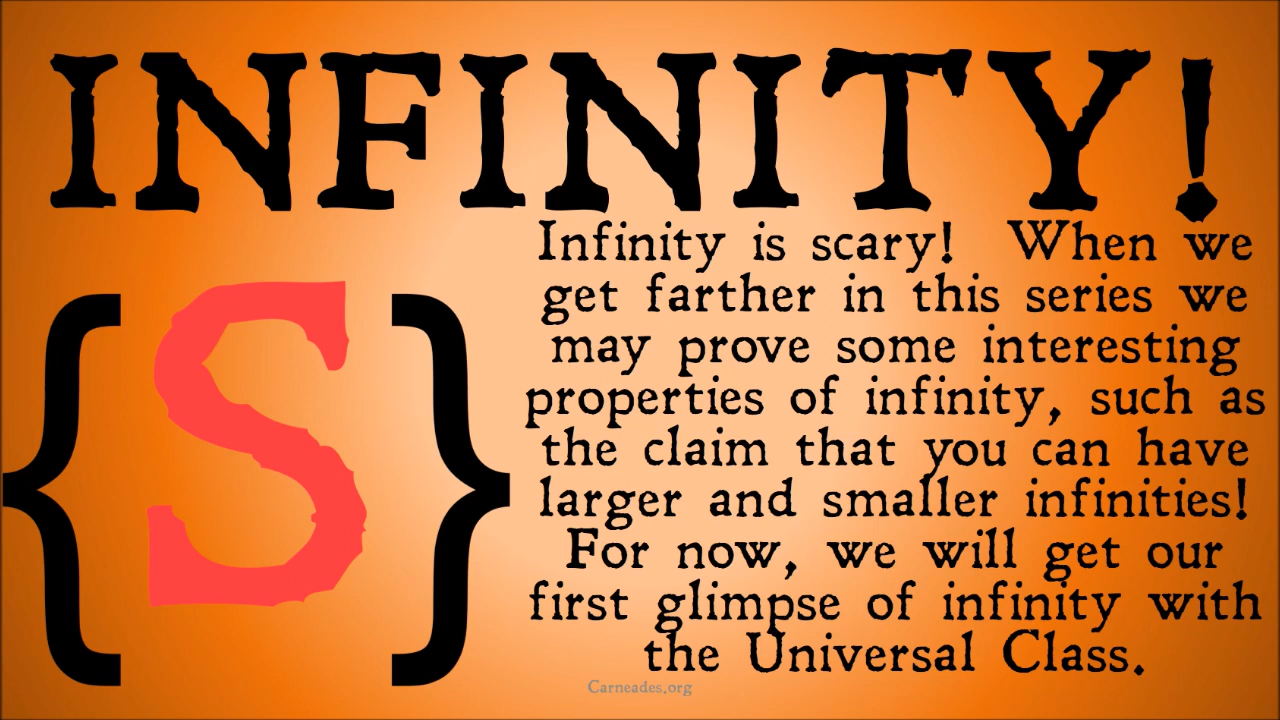 INFINITY!
{S}
Infinity is scary! When we
get farther in this series we
may prove some interesting
properties of infinity, such as
the claim that you can have
larger and smaller infinities!
For now, we will get our
first glimpse of infinity with
the Universal Class.
Carneades.org